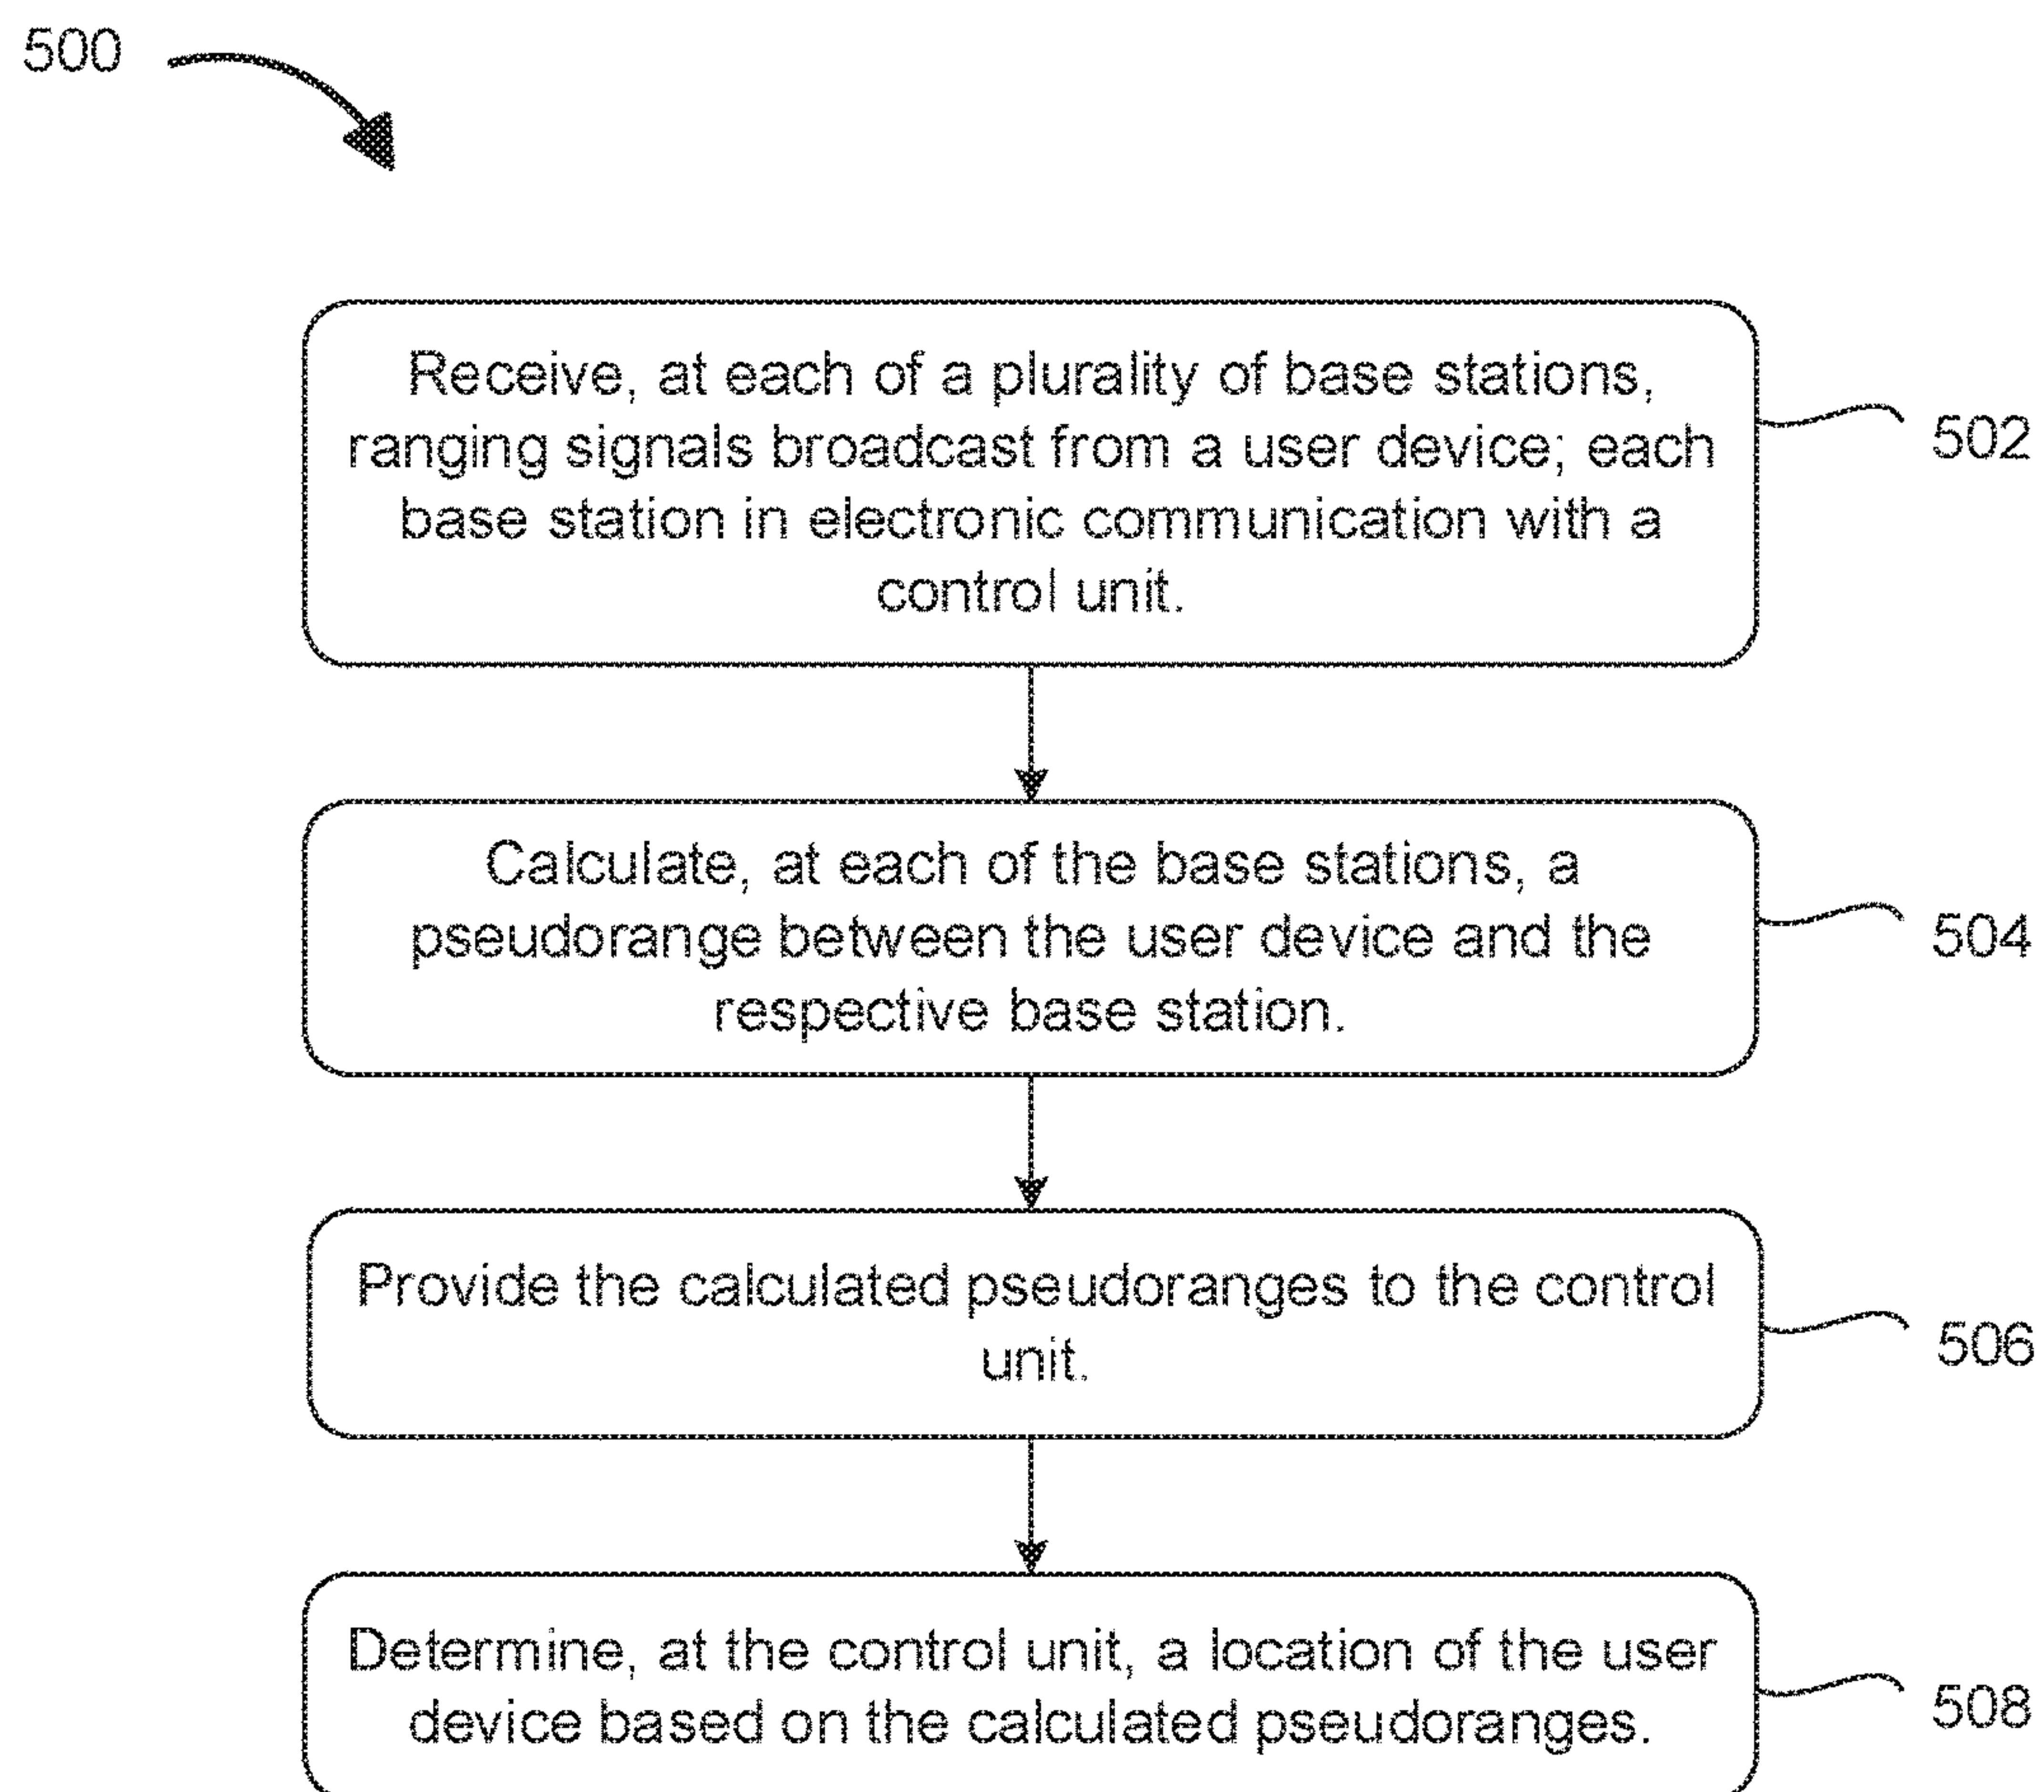 500
Receive, at each of a plurality of base stations,
ranging signals broadcast from a user device; each
base station in electronic communication with a
control unit.
502
Calculate, at each of the base stations, a
pseudorange between the user device and the
respective base station.
504
Provide the calculated pseudoranges to the control
unit.
506
Determine, at the control unit, a location of the user
device based on the calculated pseudoranges.
508